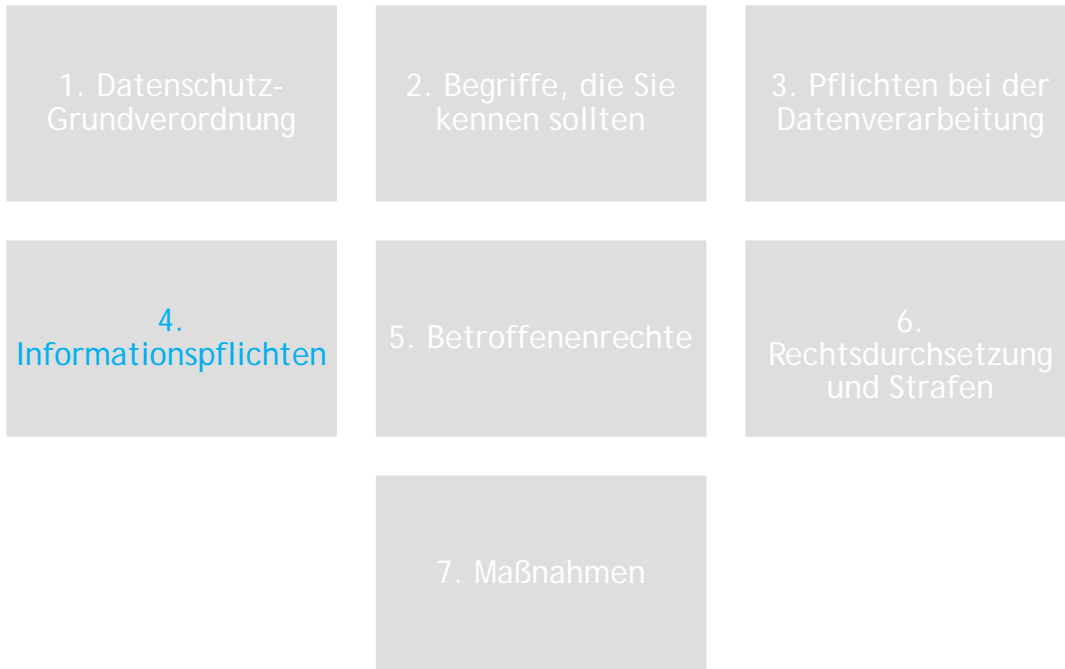 1. Datenschutz-
Grundverordnung
2. Begriffe, die Sie
kennen sollten
3. Pflichten bei der
Datenverarbeitung
4.
Informationspflichten
5. Betroffenenrechte
6.
Rechtsdurchsetzung
und Strafen
7. Maßnahmen